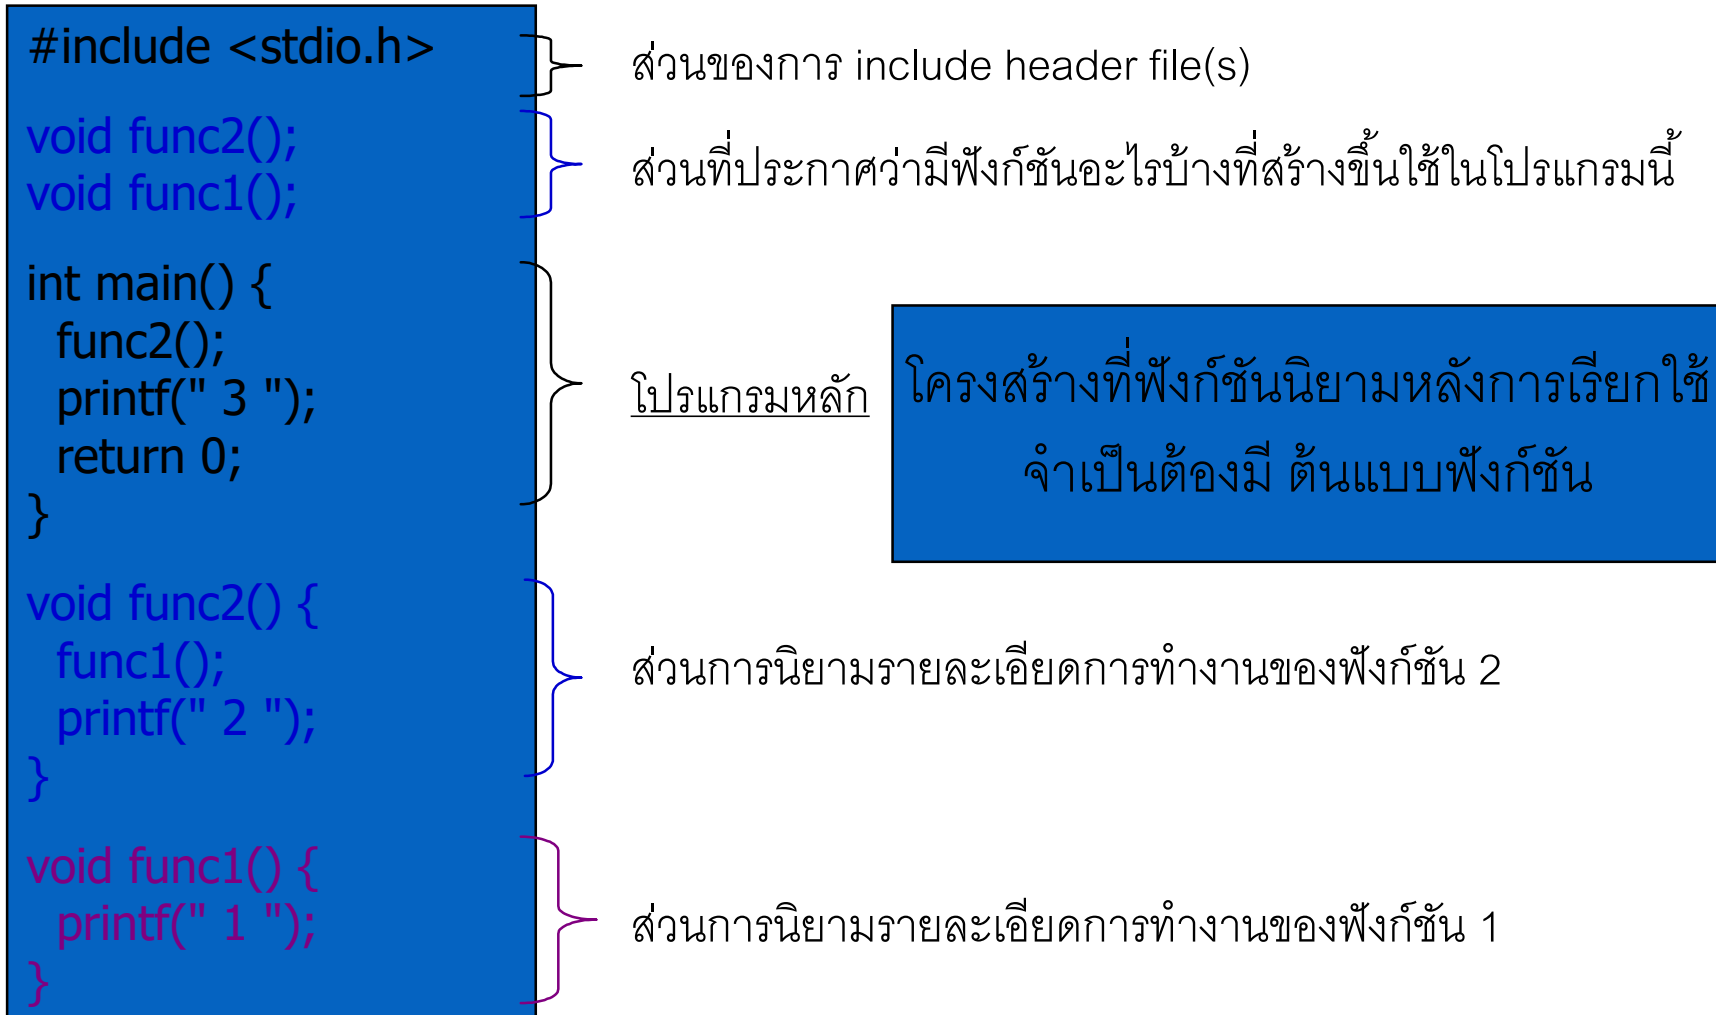 #include <stdio.h>
ส่วนของการ include header file(s)
void func2();
void func1();
ส่วนที่ประกาศว่ามีฟังก์ชันอะไรบ้างที่สร้างขึ้นใช้ในโปรแกรมนี้
int main() {
func2();
printf(" 3 ");
return 0;
}
โปรแกรมหลัก
โครงสร้างที่ฟังก์ชันนิยามหลังการเรียกใช้
จำเป็นต้องมี ต้นแบบฟังก์ชัน
void func2() {
func1();
printf(" 2 ");
}
ส่วนการนิยามรายละเอียดการทำงานของฟังก์ชัน 2
void func1() {
printf(" 1 ");
}
ส่วนการนิยามรายละเอียดการทำงานของฟังก์ชัน 1